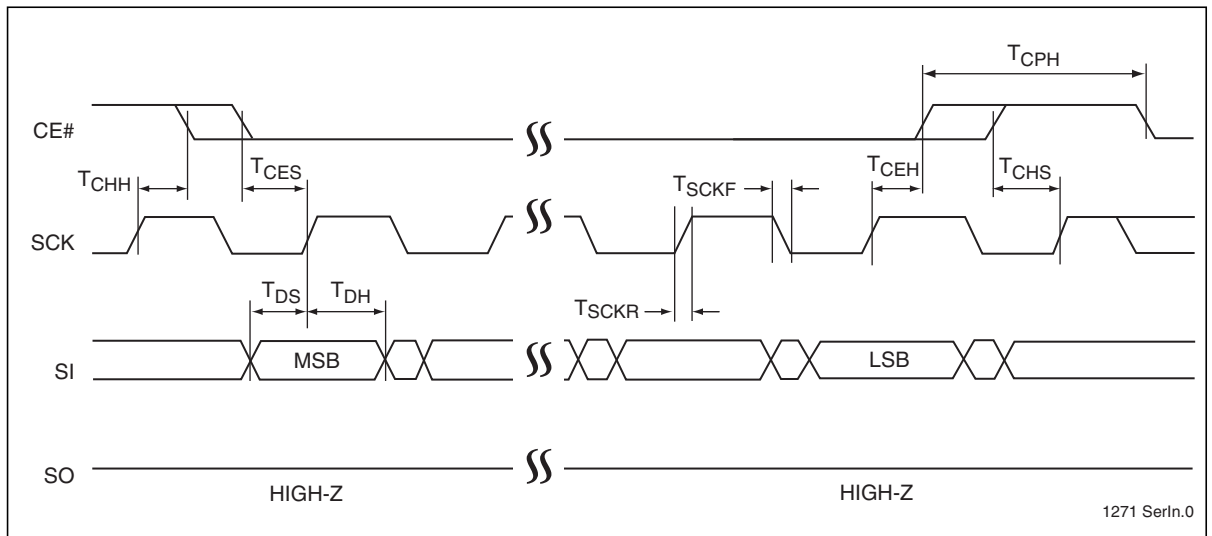 TCPH
CE#
TCHH
TCES
TSCKF
TCEH
TCHS
SCK
TDS
TDH
TSCKR
SI
MSB
LSB
SO
HIGH-Z
HIGH-Z
1271 SerIn.0